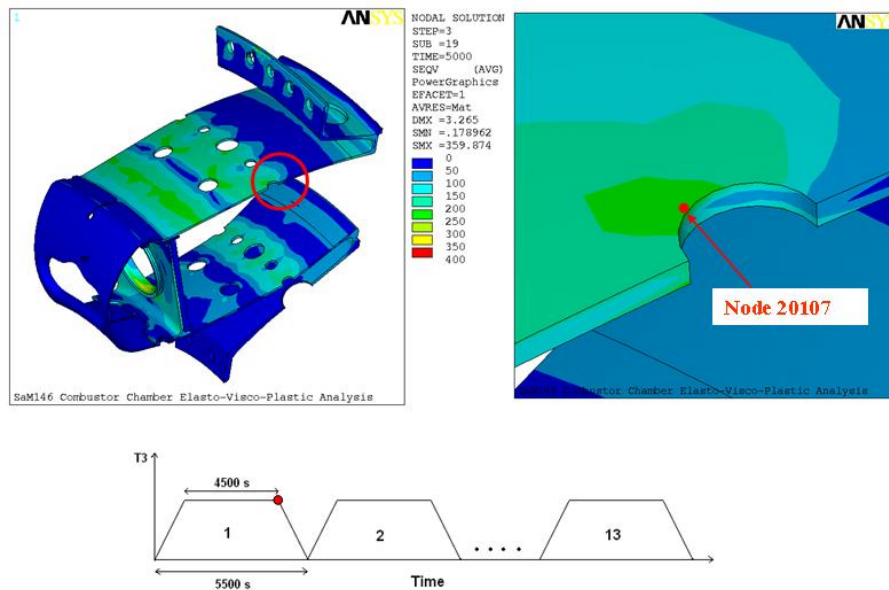 1
ANSYS
NODAL SOLUTION
STEP=3
SUB =19
TIME=5000
SEQV (AVG)
PowerGraphics
EFACET=1
AVRES=Mat
DMX =3.265
SMN =.178962
SMX =359.874
0
50
100
150
200
250
300
350
400
SaM146 Combustor Chamber Elasto-Visco-Plastic Analysis
ANSYS
Node 20107
Combustor Chamber Elasto-Visco-Plastic Analysis
T3
4500 s
1
2
13
5500 s
Time